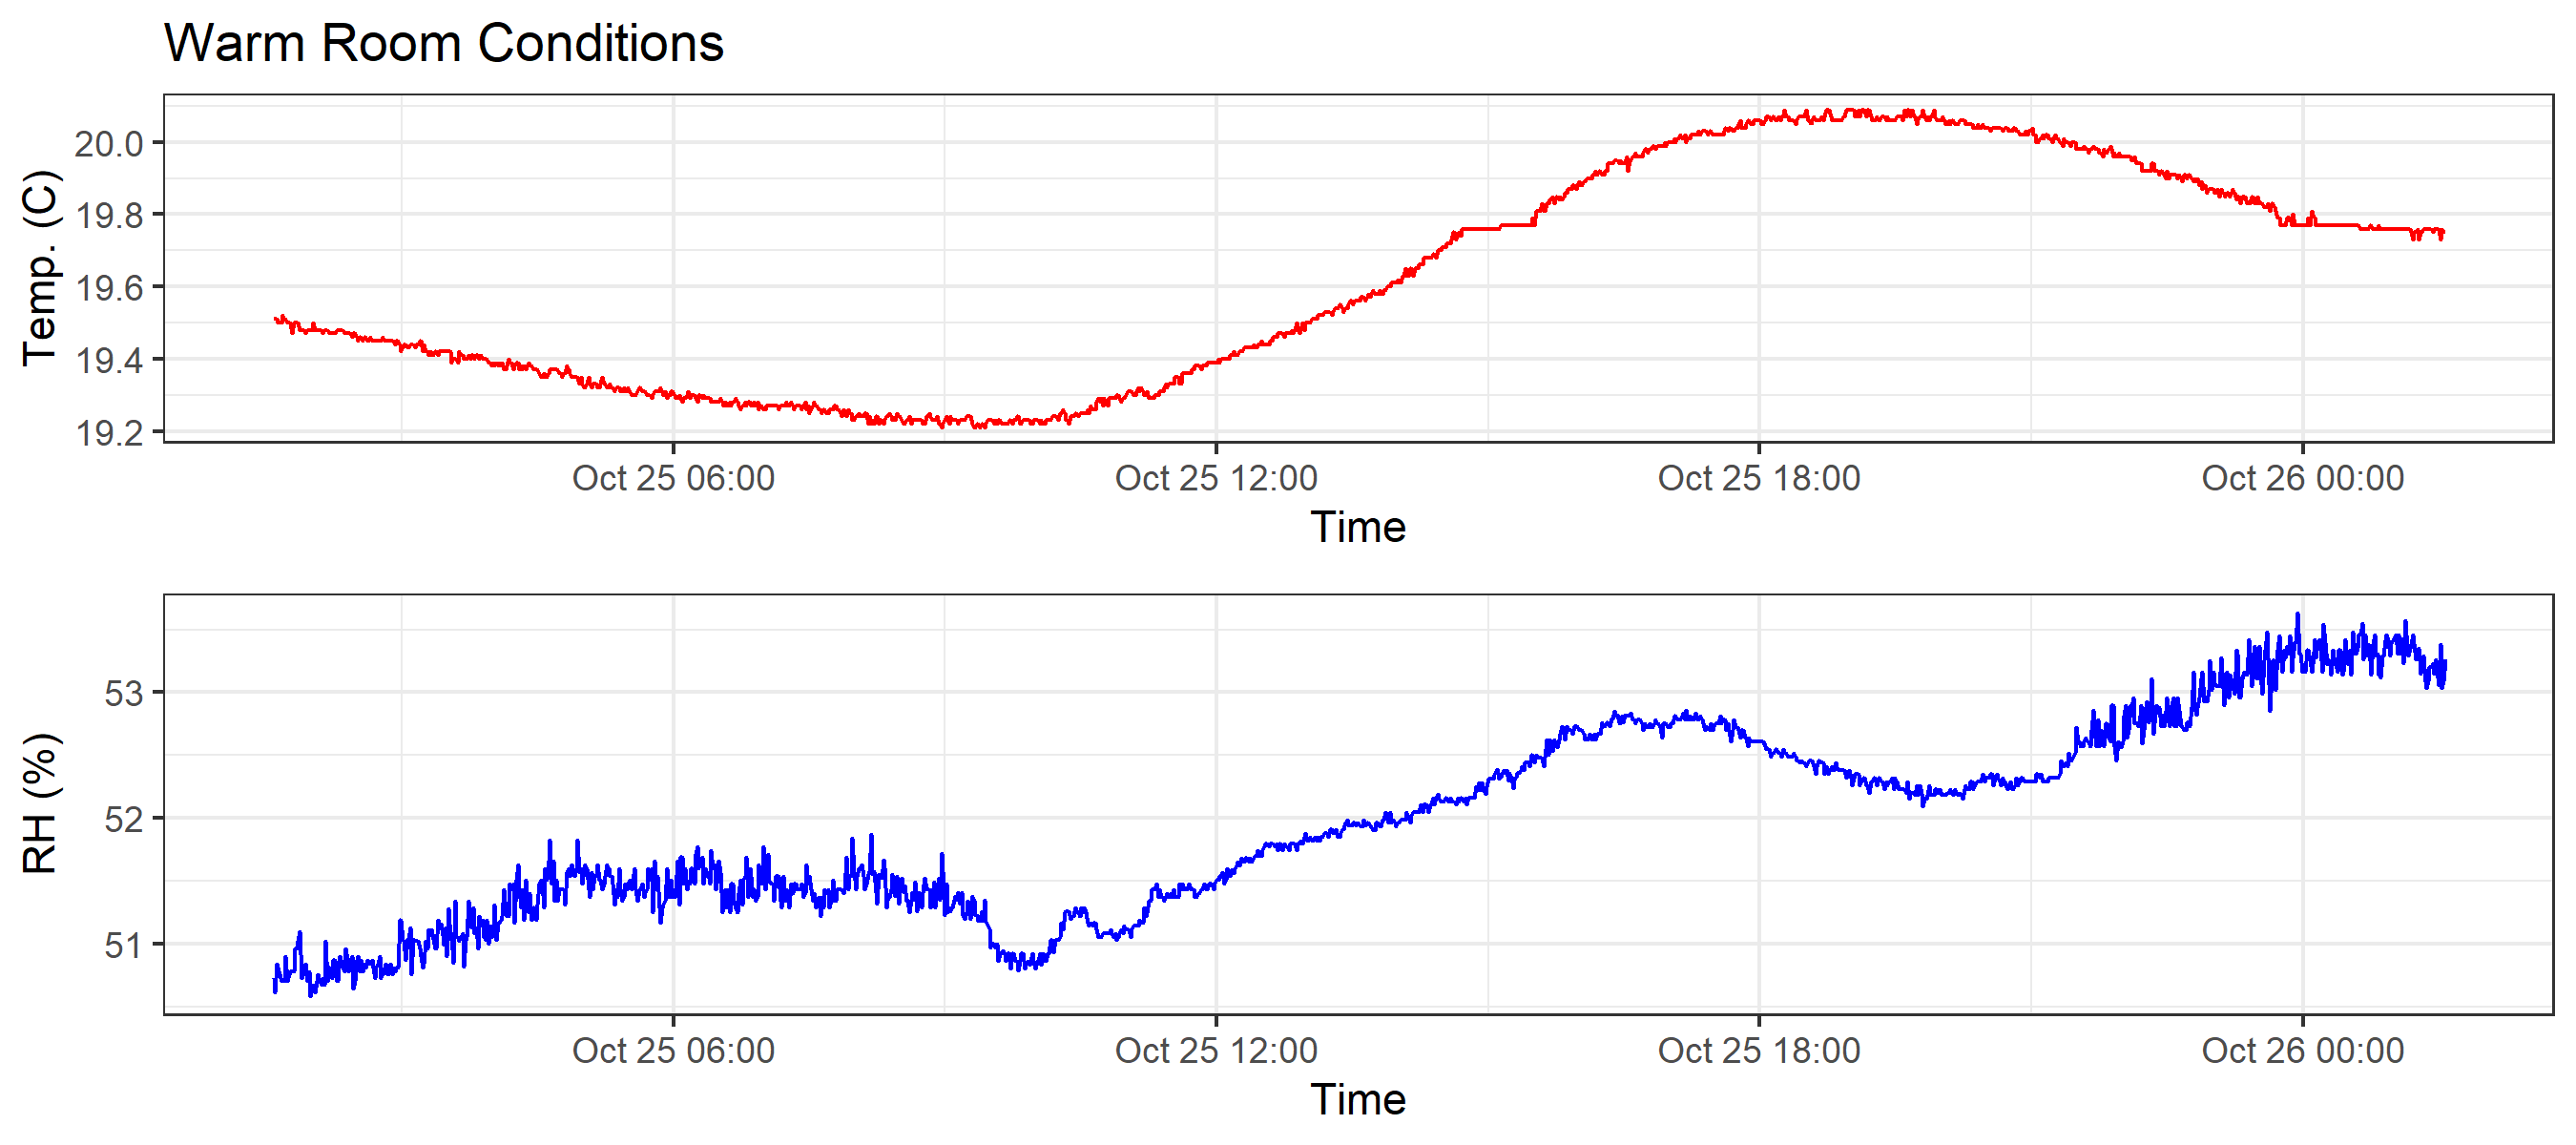 Warm Room Conditions
Temp. (C)
20.0
19.8
19.6
19.4
19.2
Oct 25 06:00 Oct 25 12:00 Oct 25 18:00 Oct 26 00:00
Time
RH (%)
53
52
51
Oct 25 06:00 Oct 25 12:00 Oct 25 18:00 Oct 26 00:00
Time